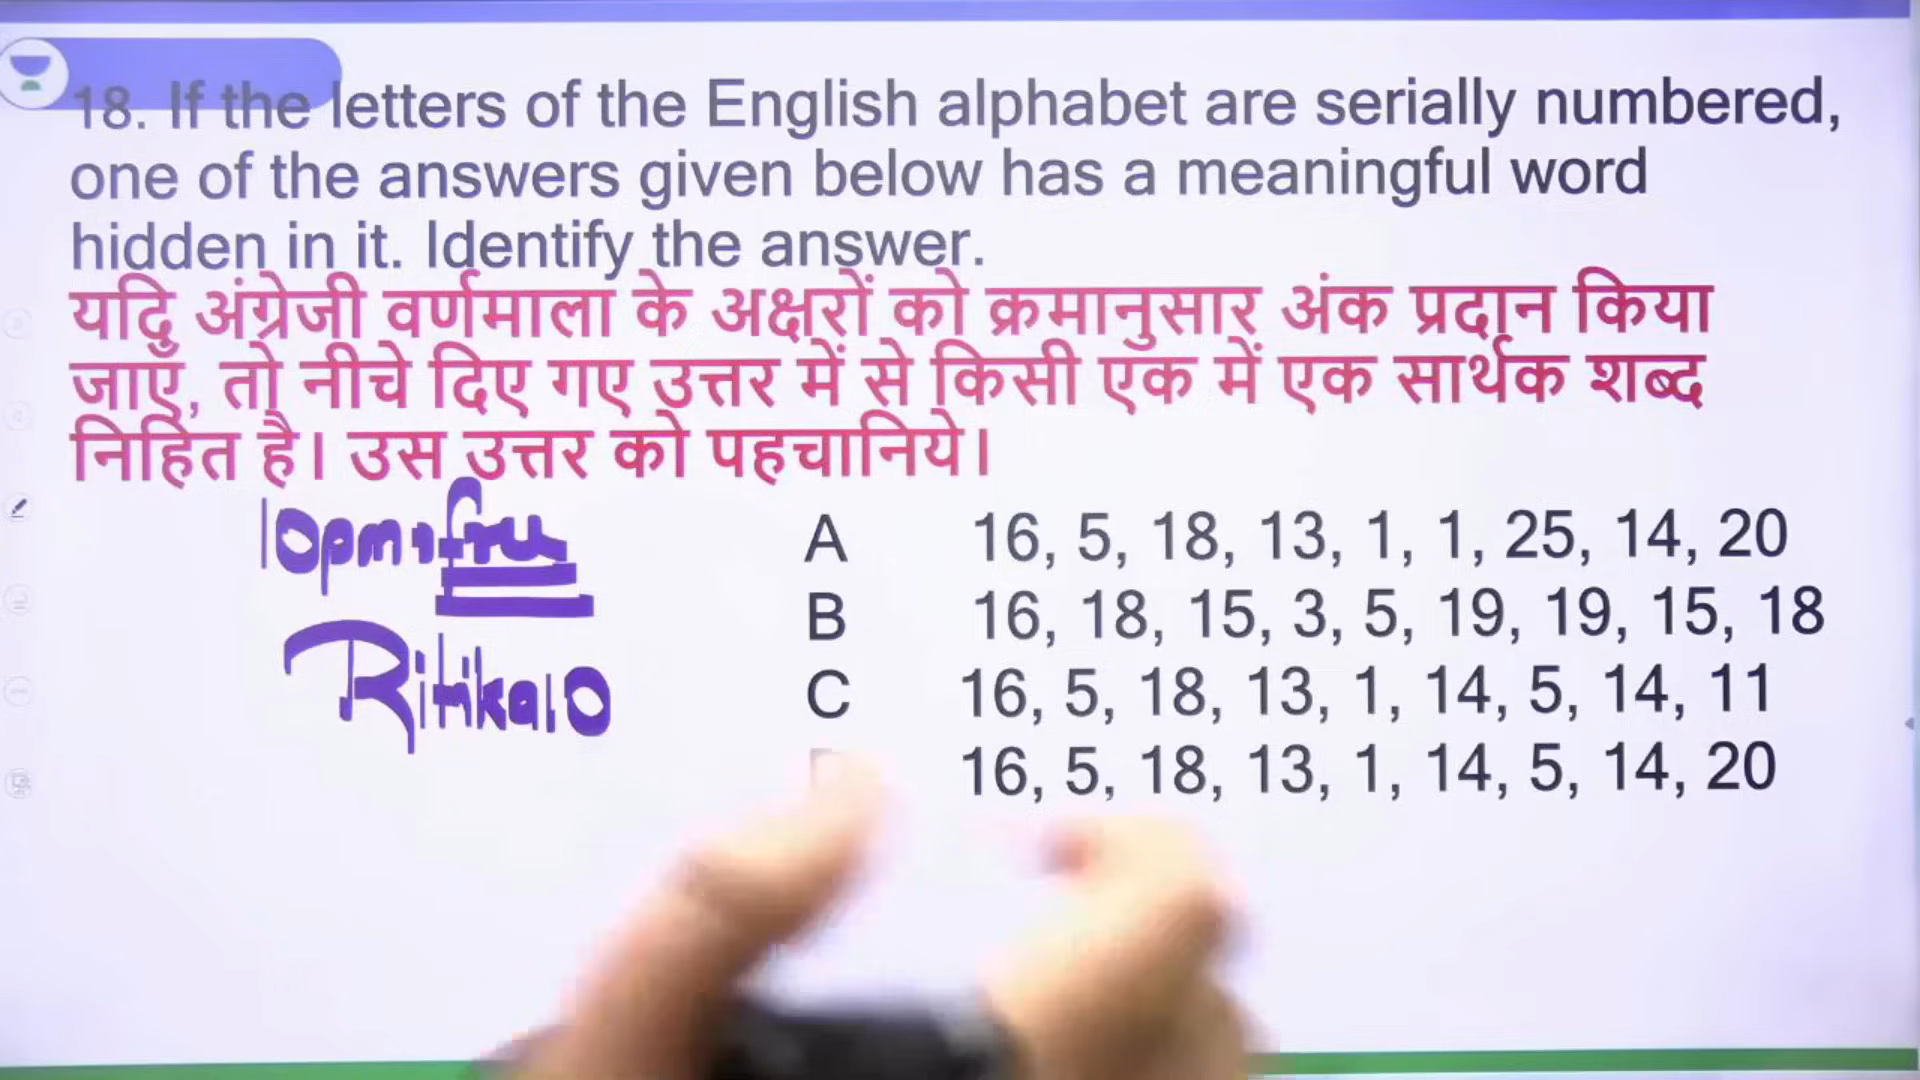 18. If the letters of the English alphabet are serially numbered,
one of the answers given below has a meaningful word
hidden in it. Identify the answer.
यदि अंग्रेजी वर्णमाला के अक्षरों को क्रमानुसार अंक प्रदान किया
जाएँ, तो नीचे दिए गए उत्तर में से किसी एक में एक सार्थक शब्द
निहित है। उस उत्तर को पहचानिये।
10pm
Ritika10
A 16, 5, 18, 13, 1, 1, 25, 14, 20
B 16, 18, 15, 3, 5, 19, 19, 15, 18
C 16, 5, 18, 13, 1, 14, 5, 14, 11
16, 5, 18, 13, 1, 14, 5, 14, 20